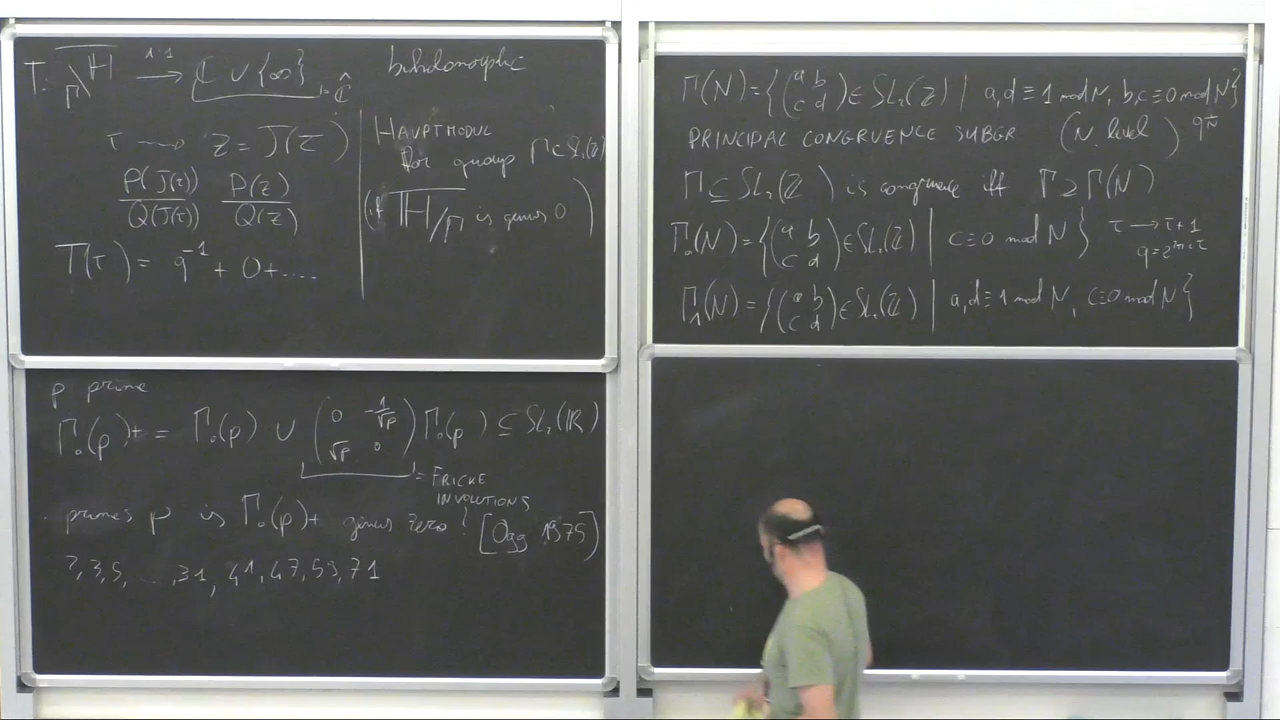 T: Γ\ℍ̅ 1:1 → ℂ ∪ {∞} = Ĉ biholomorphic
τ ⟶ z = J(τ)
P(J(τ))/Q(J(τ)) P(z)/Q(z)
T(τ) = q^-1 + 0 + ....
HAUPTMODUL
for group Γ ⊂ SL₂(ℤ)
(if ℍ̅/Γ is genus 0)
p prime
Γ₀(p)+ = Γ₀(p) ∪ (0 -1/√p √p 0) Γ₀(p) ⊆ SL₂(ℝ)
= FRICKE
INVOLUTIONS
primes p is Γ₀(p)+ genus zero? [Ogg 1975]
2,3,5, ... ,31, 41,47,59,71
Γ(N) = {(a b c d) ∈ SL₂(ℤ) | a,d ≡ 1 mod N, b,c ≡ 0 mod N}
PRINCIPAL CONGRUENCE SUBGR (N level) q^1/N
Γ ⊆ SL₂(ℤ) is congruence iff Γ ⊇ Γ(N)
Γ₀(N) = {(a b c d) ∈ SL₂(ℤ) | c ≡ 0 mod N} τ → τ+1
Γ₁(N) = {(a b c d) ∈ SL₂(ℤ) | a,d ≡ 1 mod N, c ≡ 0 mod N}